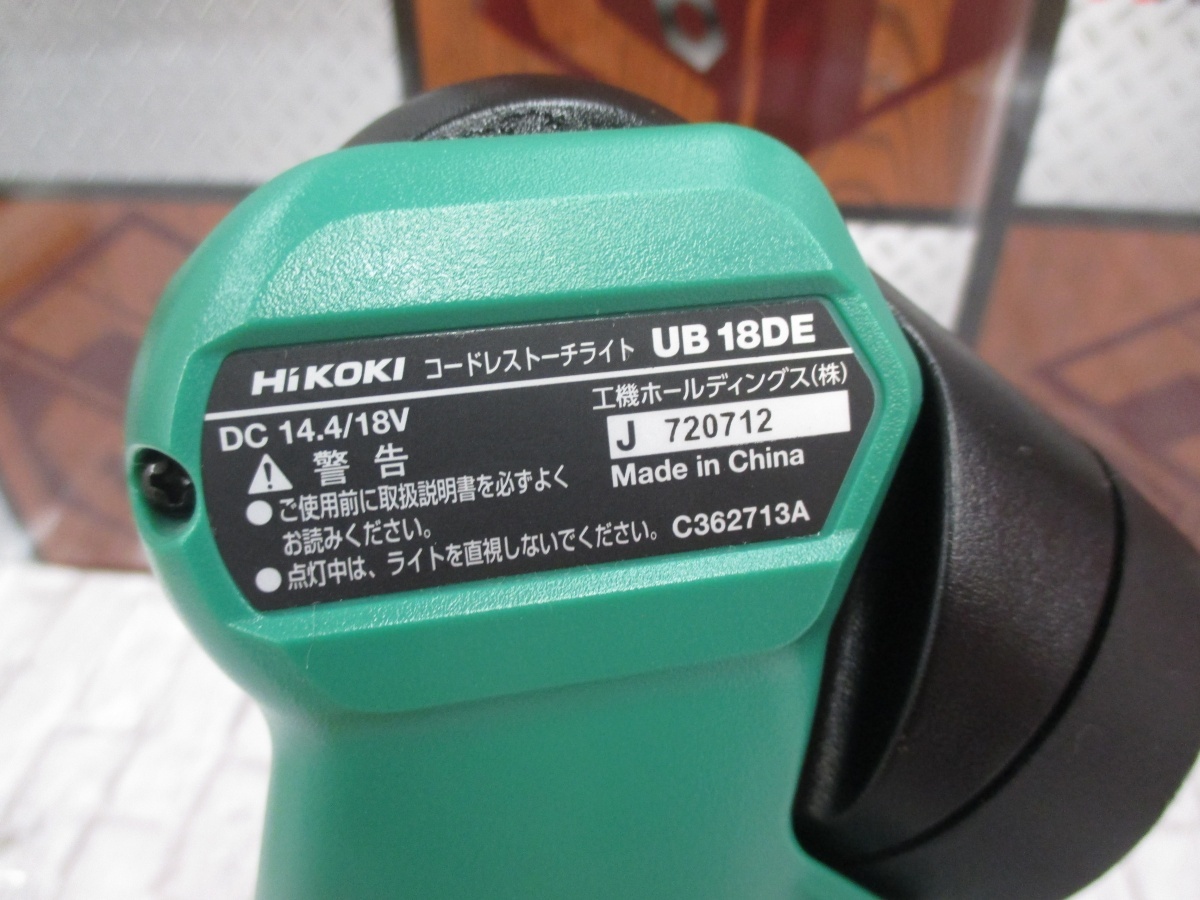 HiKOKI コードレストーチライト UB 18DE
DC 14.4/18V
工機ホールディングス(株)
J 720712
Made in China
警告
●ご使用前に取扱説明書を必ずよく
お読みください。
●点灯中は、ライトを直視しないでください。
C362713A